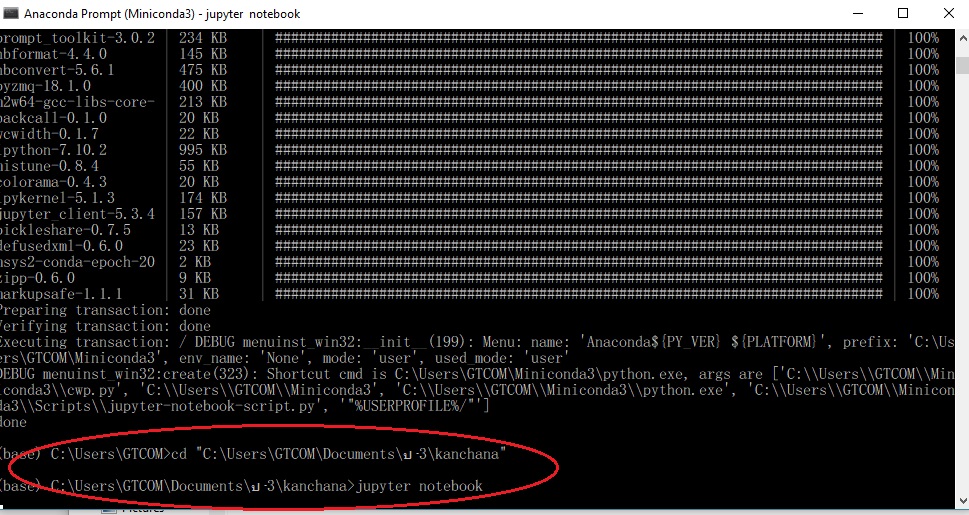 Anaconda Prompt (Miniconda3) - jupyter  notebook
prompt_toolkit-3.0.2 | 234 KB | ##################################################################### | 100%
nbformat-4.4.0 | 145 KB | ##################################################################### | 100%
nbconvert-5.6.1 | 475 KB | ##################################################################### | 100%
pyzmq-18.1.0 | 400 KB | ##################################################################### | 100%
m2w64-gcc-libs-core- | 213 KB | ##################################################################### | 100%
backcall-0.1.0 | 20 KB | ##################################################################### | 100%
wcwidth-0.1.7 | 22 KB | ##################################################################### | 100%
ipython-7.10.2 | 995 KB | ##################################################################### | 100%
mistune-0.8.4 | 55 KB | ##################################################################### | 100%
colorama-0.4.3 | 20 KB | ##################################################################### | 100%
ipykernel-5.1.3 | 174 KB | ##################################################################### | 100%
jupyter_client-5.3.4 | 157 KB | ##################################################################### | 100%
pickleshare-0.7.5 | 13 KB | ##################################################################### | 100%
defusedxml-0.6.0 | 23 KB | ##################################################################### | 100%
msys2-conda-epoch-20 | 2 KB | ##################################################################### | 100%
zipp-0.6.0 | 9 KB | ##################################################################### | 100%
markupsafe-1.1.1 | 31 KB | ##################################################################### | 100%
Preparing transaction: done
Verifying transaction: done
Executing transaction: / DEBUG menuinst_win32:__init__(199): Menu: name: 'Anaconda${PY_VER} ${PLATFORM}', prefix: 'C:\Us
ers\GTCOM\Miniconda3', env_name: 'None', mode: 'user', used_mode: 'user'
DEBUG menuinst_win32:create(323): Shortcut cmd is C:\Users\GTCOM\Miniconda3\python.exe, args are ['C:\\Users\\GTCOM\\Min
iconda3\\cwp.py', 'C:\\Users\\GTCOM\\Miniconda3', 'C:\\Users\\GTCOM\\Miniconda3\\python.exe', 'C:\\Users\\GTCOM\\Minicon
da3\\Scripts\\jupyter-notebook-script.py', '"%USERPROFILE%/"']
done
(base) C:\Users\GTCOM>cd "C:\Users\GTCOM\Documents\ป-3\kanchana"
(base) C:\Users\GTCOM\Documents\ป-3\kanchana>jupyter notebook
Pictures